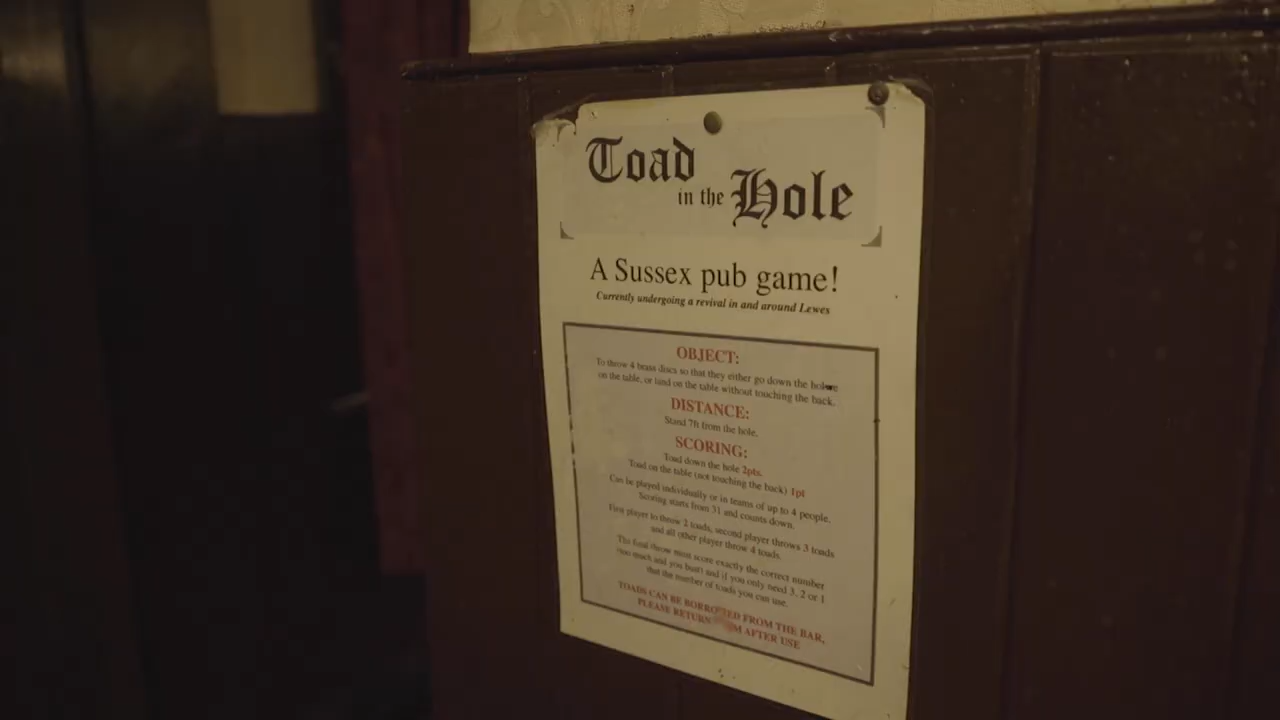 Toad
in the Hole
A Sussex pub game!
Currently undergoing a revival in and around Lewes
OBJECT:
To throw 4 brass discs so that they either go down the hole
on the table, or land on the table without touching the back.
DISTANCE:
Stand 7ft from the hole.
SCORING:
Toad down the hole 2pts.
Toad on the table (not touching the back) 1pt
Can be played individually or in teams of up to 4 people.
Scoring starts from 31 and counts down.
First player to throw 2 toads, second player throws 3 toads
and all other player throw 4 toads.
The final throw must score exactly the correct number
(too much and you bust) and if you only need 3, 2 or 1
that the number of toads you can use.
TOADS CAN BE BORROWED FROM THE BAR,
PLEASE RETURN AFTER USE